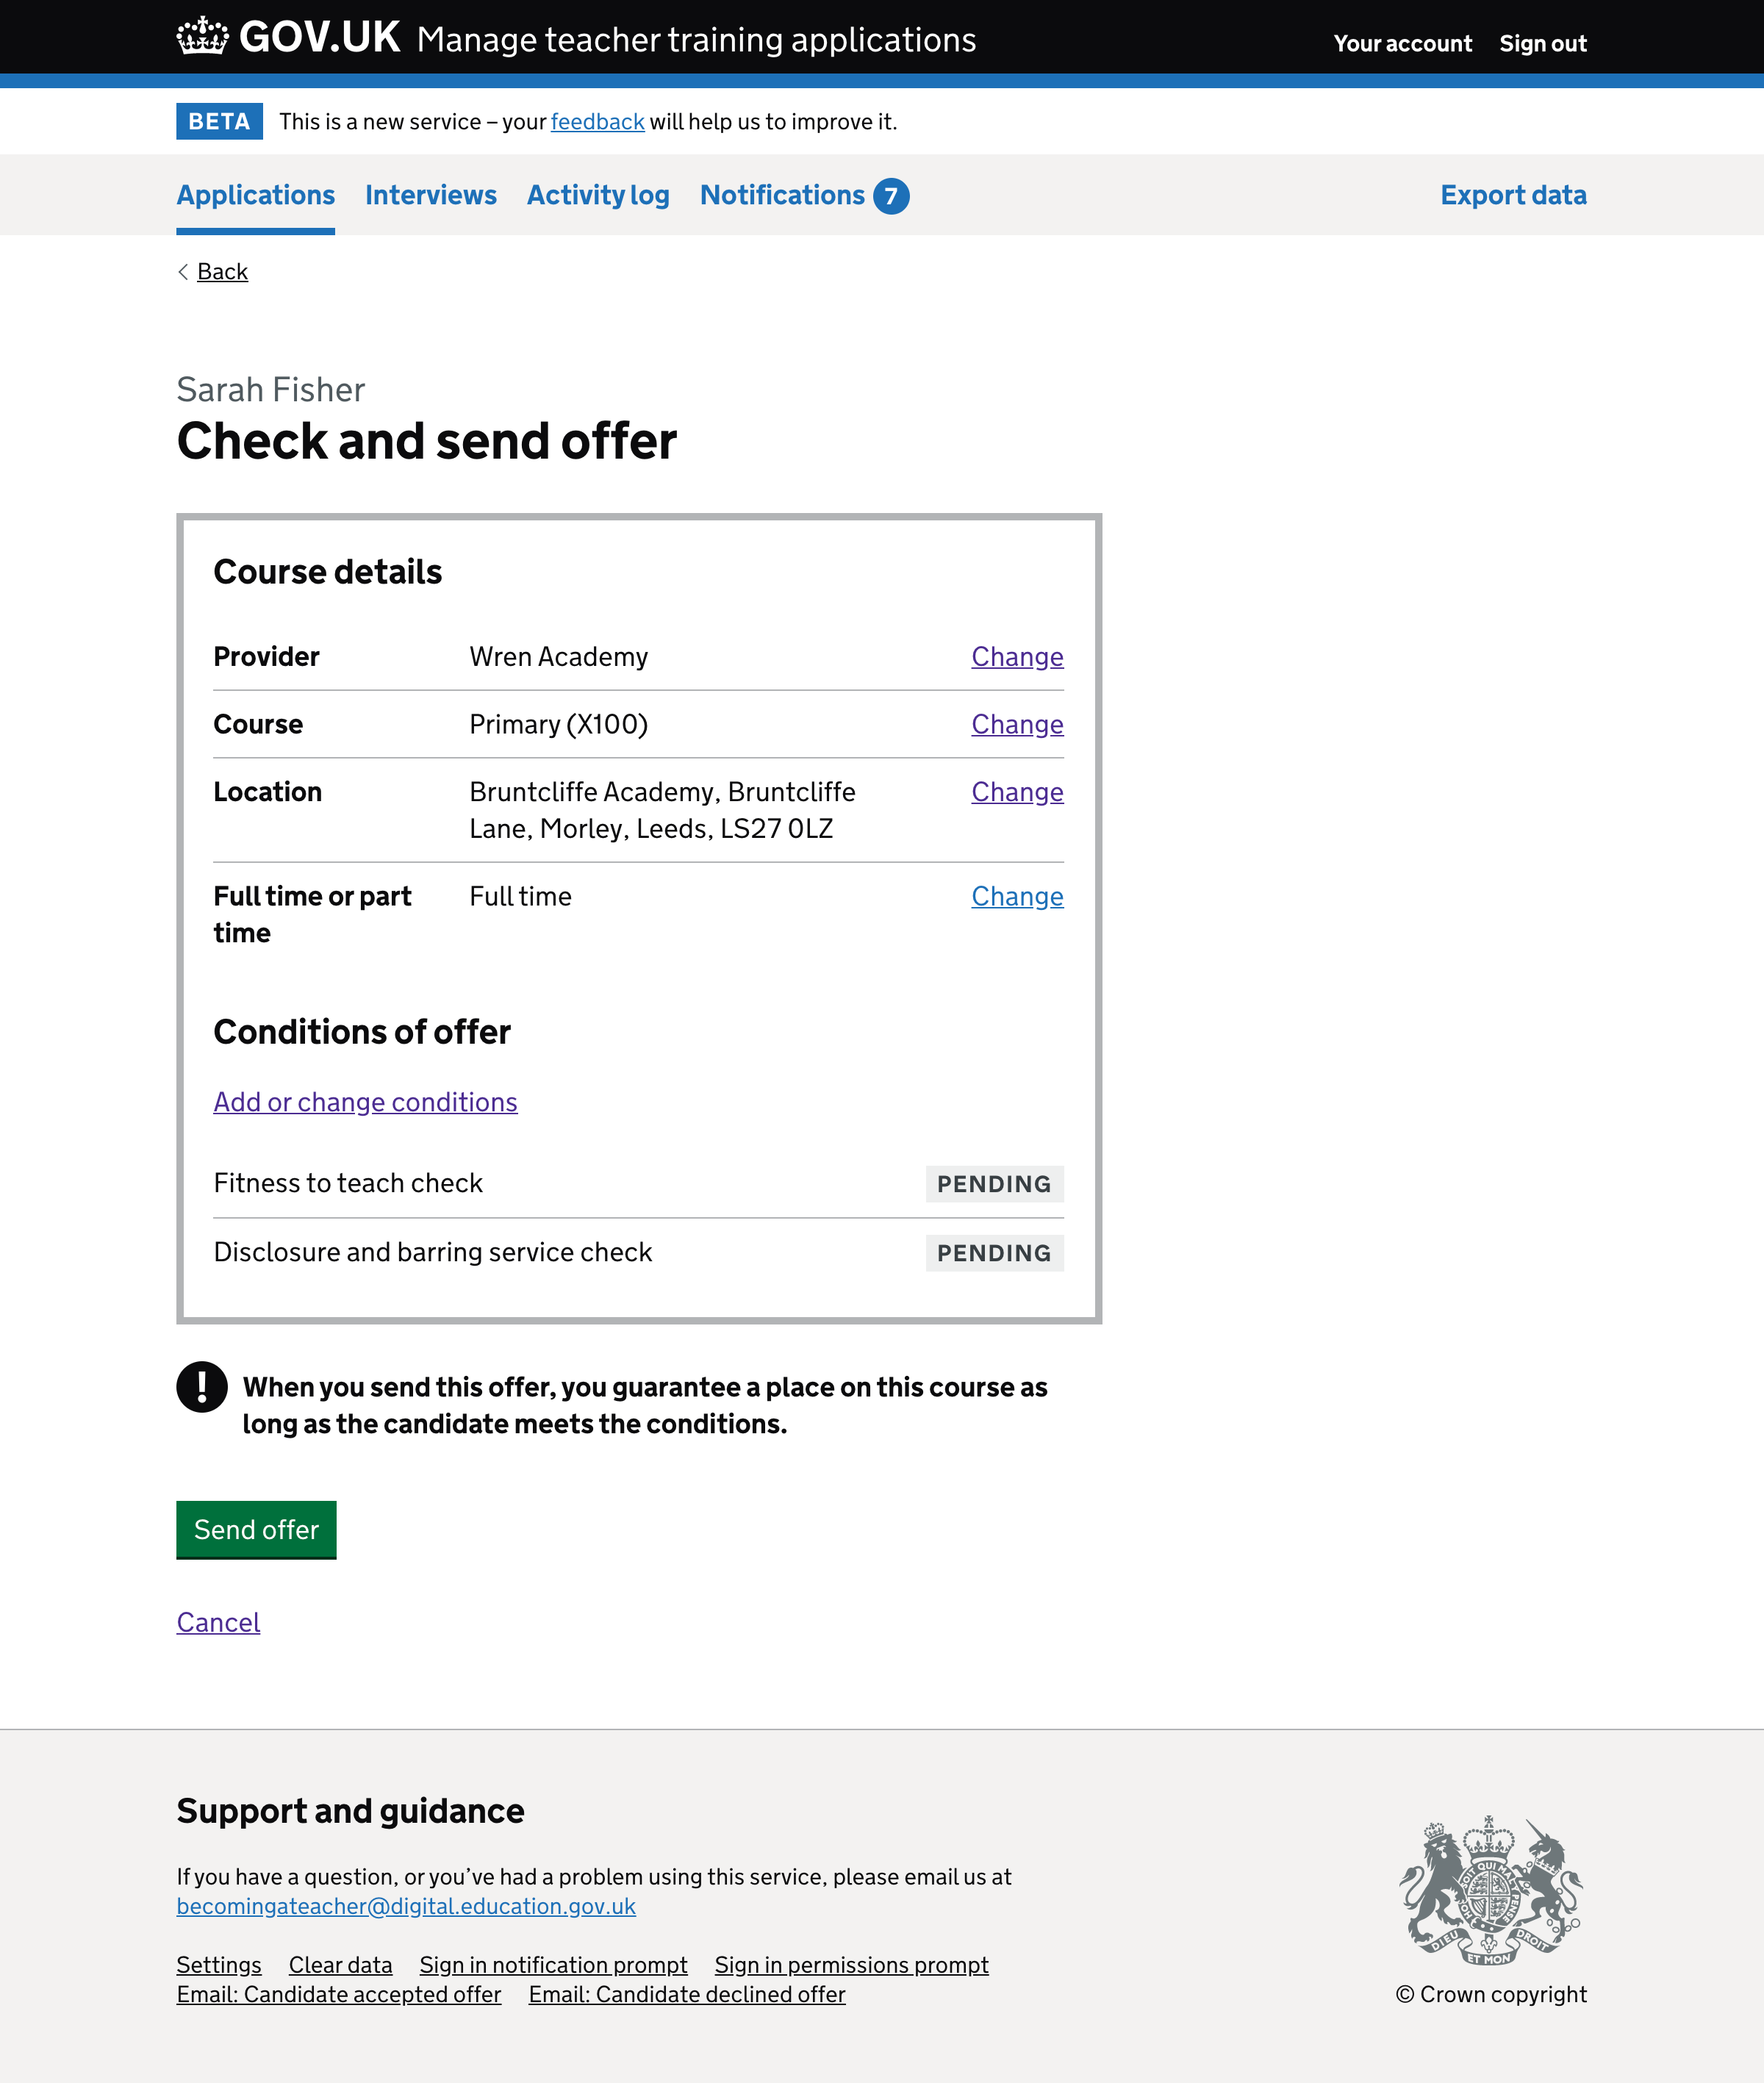 GOV.UK Manage teacher training applications Your account Sign out
BETA This is a new service – your feedback will help us to improve it.
Applications Interviews Activity log Notifications 7 Export data
Back
Sarah Fisher
Check and send offer
Course details
Provider Wren Academy Change
Course Primary (X100) Change
Location Bruntcliffe Academy, Bruntcliffe Change
Lane, Morley, Leeds, LS27 0LZ
Full time or part Full time Change
time
Conditions of offer
Add or change conditions
Fitness to teach check PENDING
Disclosure and barring service check PENDING
! When you send this offer, you guarantee a place on this course as
long as the candidate meets the conditions.
Send offer
Cancel
Support and guidance
If you have a question, or you’ve had a problem using this service, please email us at
becomingateacher@digital.education.gov.uk
Settings Clear data Sign in notification prompt Sign in permissions prompt
Email: Candidate accepted offer Email: Candidate declined offer
DIEU ET MON DROIT
© Crown copyright